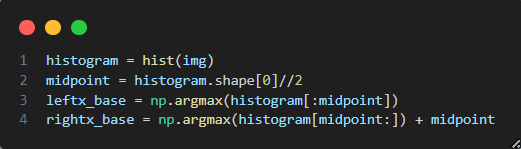 1 histogram = hist(img)
2 midpoint = histogram.shape[0]//2
3 leftx_base = np.argmax(histogram[:midpoint])
4 rightx_base = np.argmax(histogram[midpoint:]) + midpoint